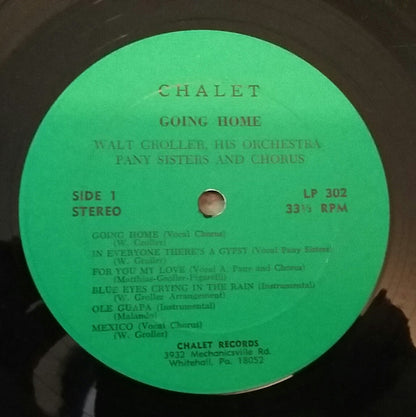 CHALET
GOING HOME
WALT GROLLER, HIS ORCHESTRA
PANY SISTERS AND CHORUS
SIDE 1 LP 302
STEREO 33⅓ RPM
GOING HOME (Vocal Chorus)
(W. Groller)
IN EVERYONE THERE'S A GYPSY (Vocal Pany Sisters)
(W. Groller)
FOR YOU MY LOVE (Vocal A. Pany and Chorus)
(Matthias-Groller-Figurelli)
BLUE EYES CRYING IN THE RAIN (Instrumental)
(W. Groller Arrangement)
OLE GUAPA (Instrumental)
(Malando)
MEXICO (Vocal Chorus)
(W. Groller)
CHALET RECORDS
3932 Mechanicsville Rd.
Whitehall, Pa. 18052